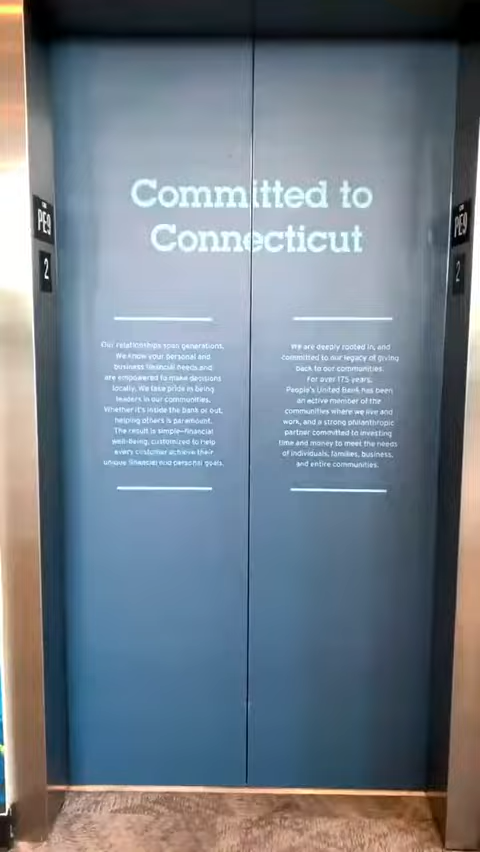 Committed to
Connecticut
PE9
2
PE9
2
Our relationships span generations.
We know your personal and
business financial needs and
are empowered to make decisions
locally. We take pride in being
leaders in our communities.
Whether it's inside the bank or out,
helping others is paramount.
The result is simple–financial
well-being, customized to help
every customer achieve their
unique financial and personal goals.
We are deeply rooted in, and
committed to our legacy of giving
back to our communities.
For over 175 years,
People's United Bank has been
an active member of the
communities where we live and
work, and a strong philanthropic
partner committed to investing
time and money to meet the needs
of individuals, families, business,
and entire communities.